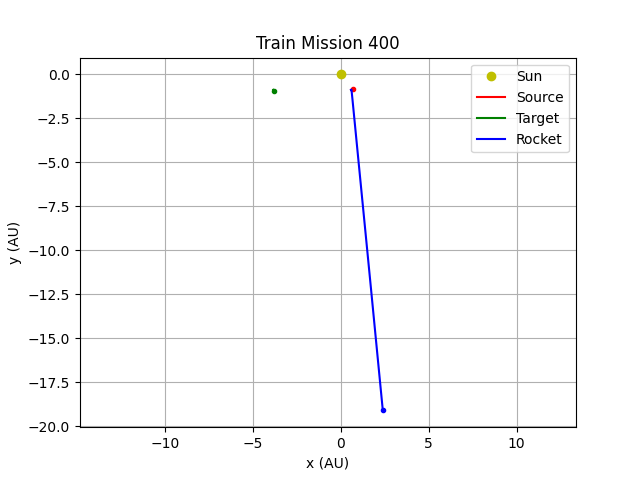 Train Mission 400
Sun
Source
Target
Rocket
0.0
−2.5
−5.0
−7.5
−10.0
−12.5
−15.0
−17.5
−20.0
y (AU)
−10
−5
0
5
10
x (AU)